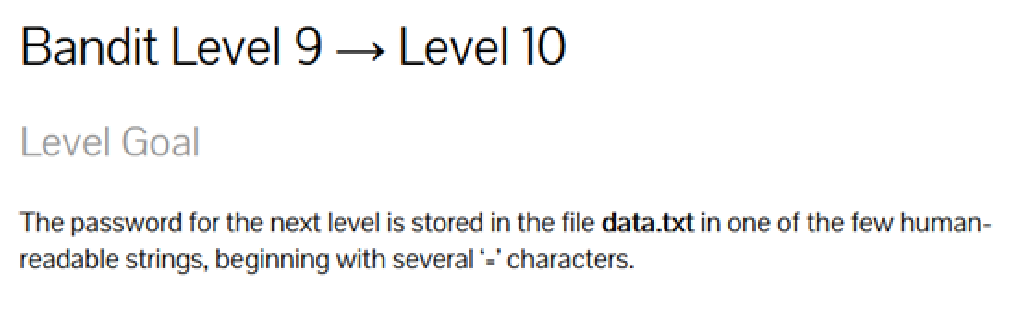 Bandit Level 9 → Level 10
Level Goal
The password for the next level is stored in the file data.txt in one of the few human-
readable strings, beginning with several ‘=’ characters.